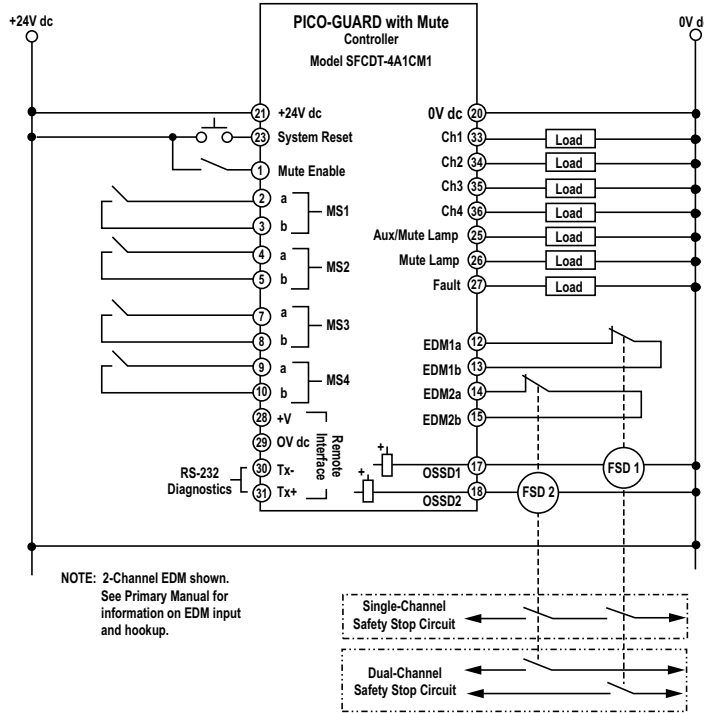 +24V dc
PICO-GUARD with Mute
Controller
Model SFCDT-4A1CM1
0V d
21 +24V dc
23 System Reset
1 Mute Enable
2 a
3 b
MS1
4 a
5 b
MS2
7 a
8 b
MS3
9 a
10 b
MS4
28 +V
29 OV dc
30 Tx-
31 Tx+
Remote
Interface
RS-232
Diagnostics
0V dc 20
Ch1 33 Load
Ch2 34 Load
Ch3 35 Load
Ch4 36 Load
Aux/Mute Lamp 25 Load
Mute Lamp 26 Load
Fault 27 Load
EDM1a 12
EDM1b 13
EDM2a 14
EDM2b 15
+
OSSD1 17
FSD 1
+
OSSD2 18
FSD 2
NOTE: 2-Channel EDM shown.
See Primary Manual for
information on EDM input
and hookup.
Single-Channel
Safety Stop Circuit
Dual-Channel
Safety Stop Circuit